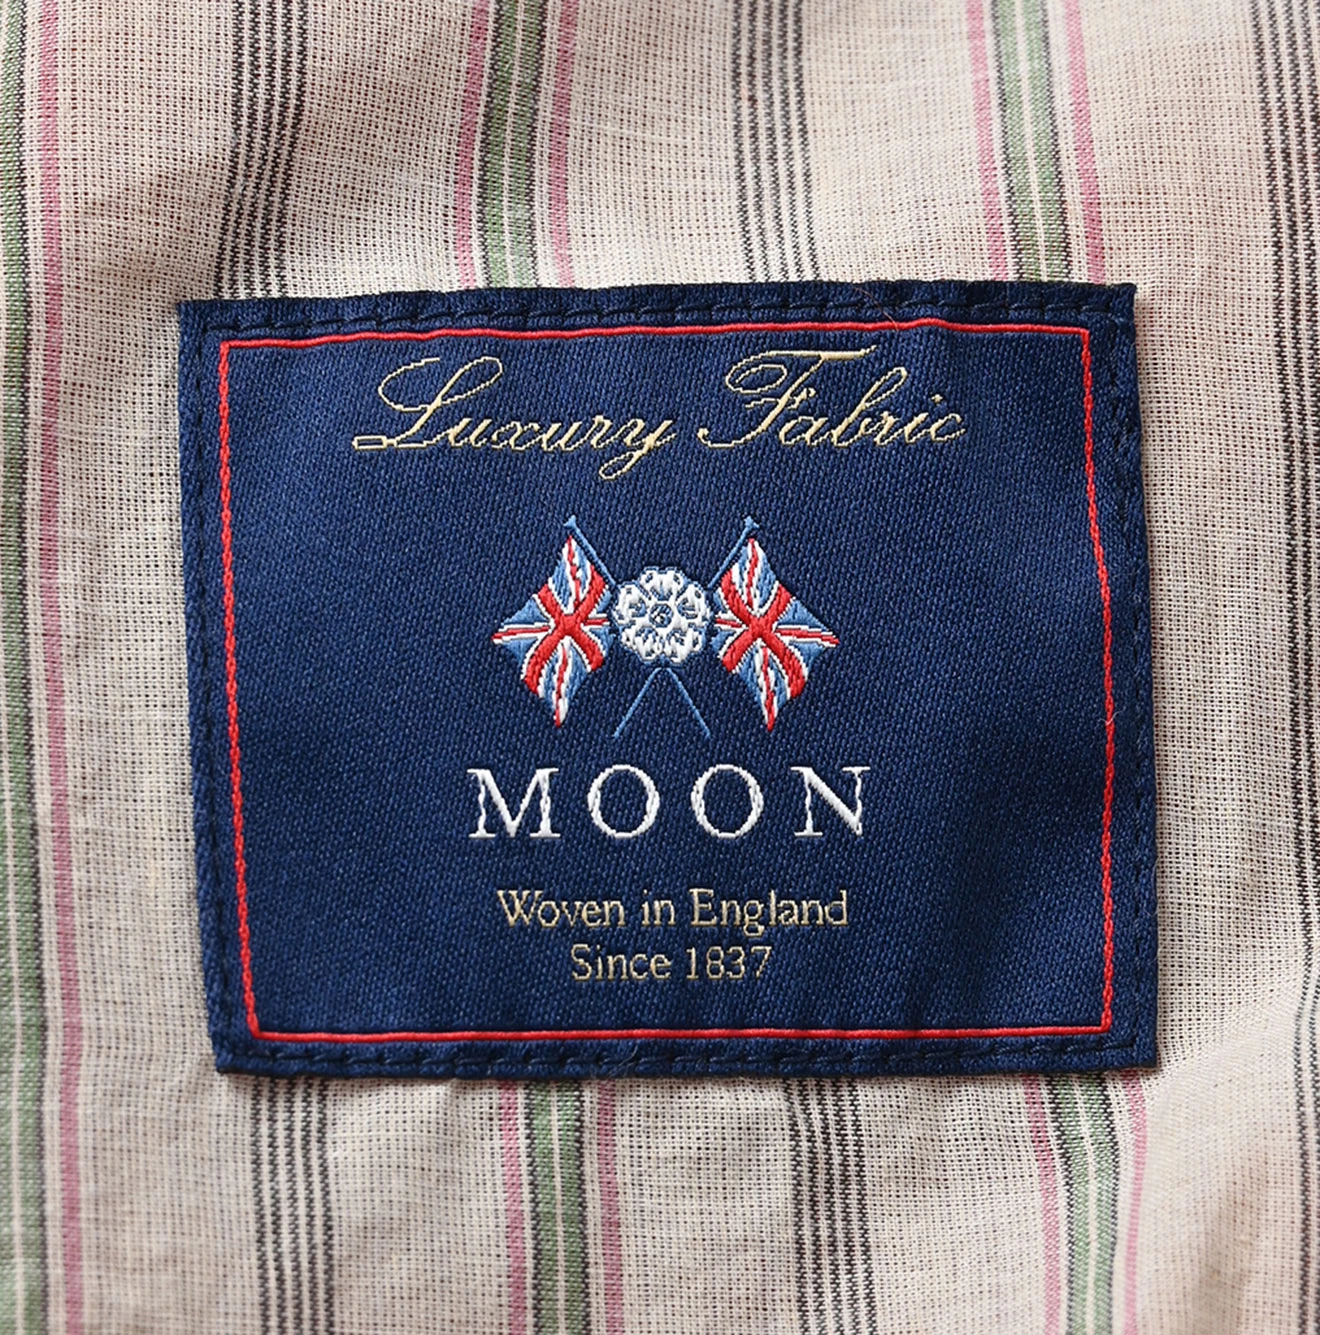 Luxury Fabric
MOON
Woven in England
Since 1837